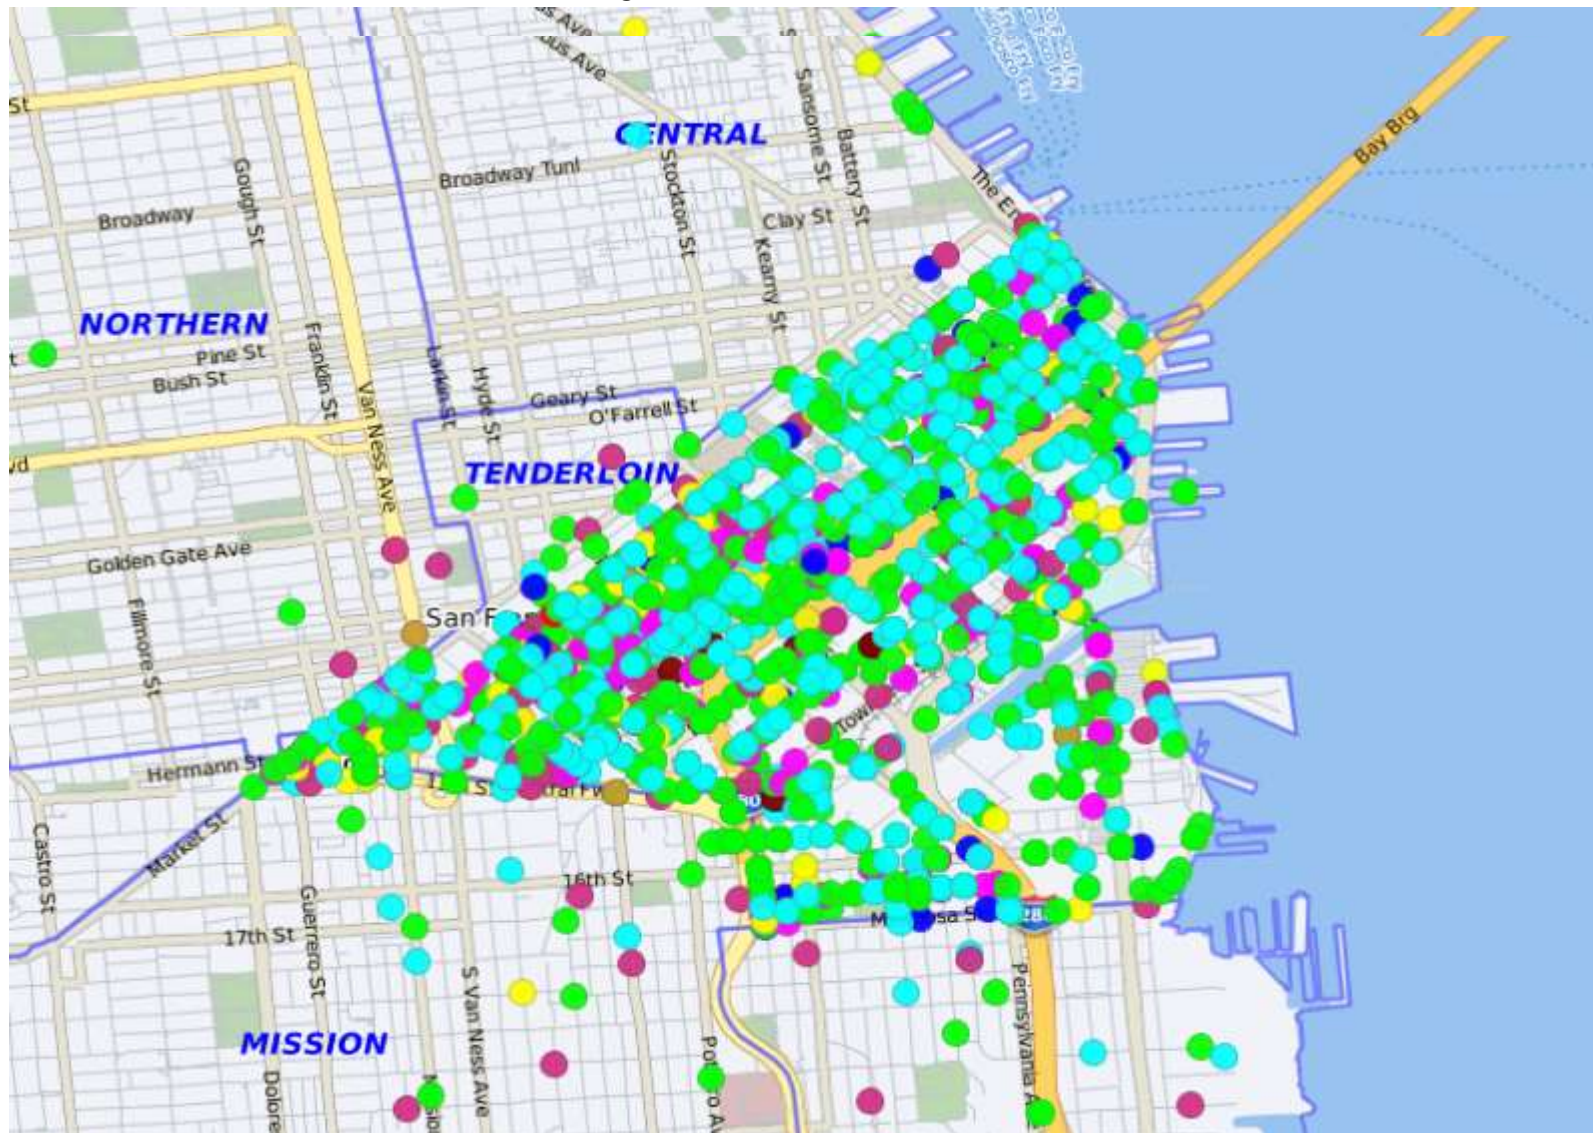 St
CENTRAL
Sansome St
Battery St
Bay Brg
Gough St
Broadway Tunl
Stockton St
Broadway
Clay St
Kearny St
NORTHERN
Pine St
Bush St
Franklin St
Larkin St
Hyde St
Geary St
O'Farrell St
Van Ness Ave
TENDERLOIN
Golden Gate Ave
Fillmore St
San Fran
Town
Hermann St
Market St
Castro St
16th St
Guerrero St
17th St
S Van Ness Ave
Pennsylvania A
MISSION
Dolore